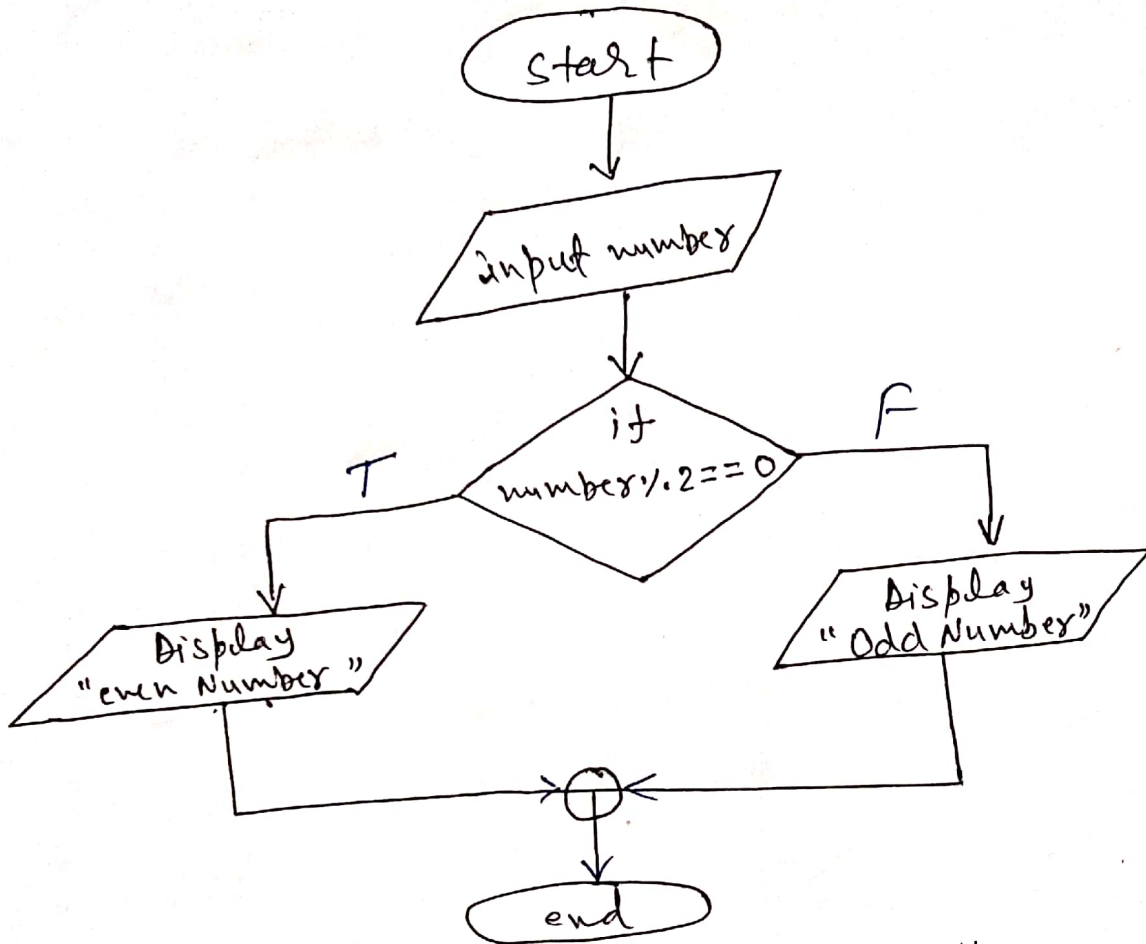 start
input number
if
number%2==0
T
F
Display
"even Number"
Display
"Odd Number"
end